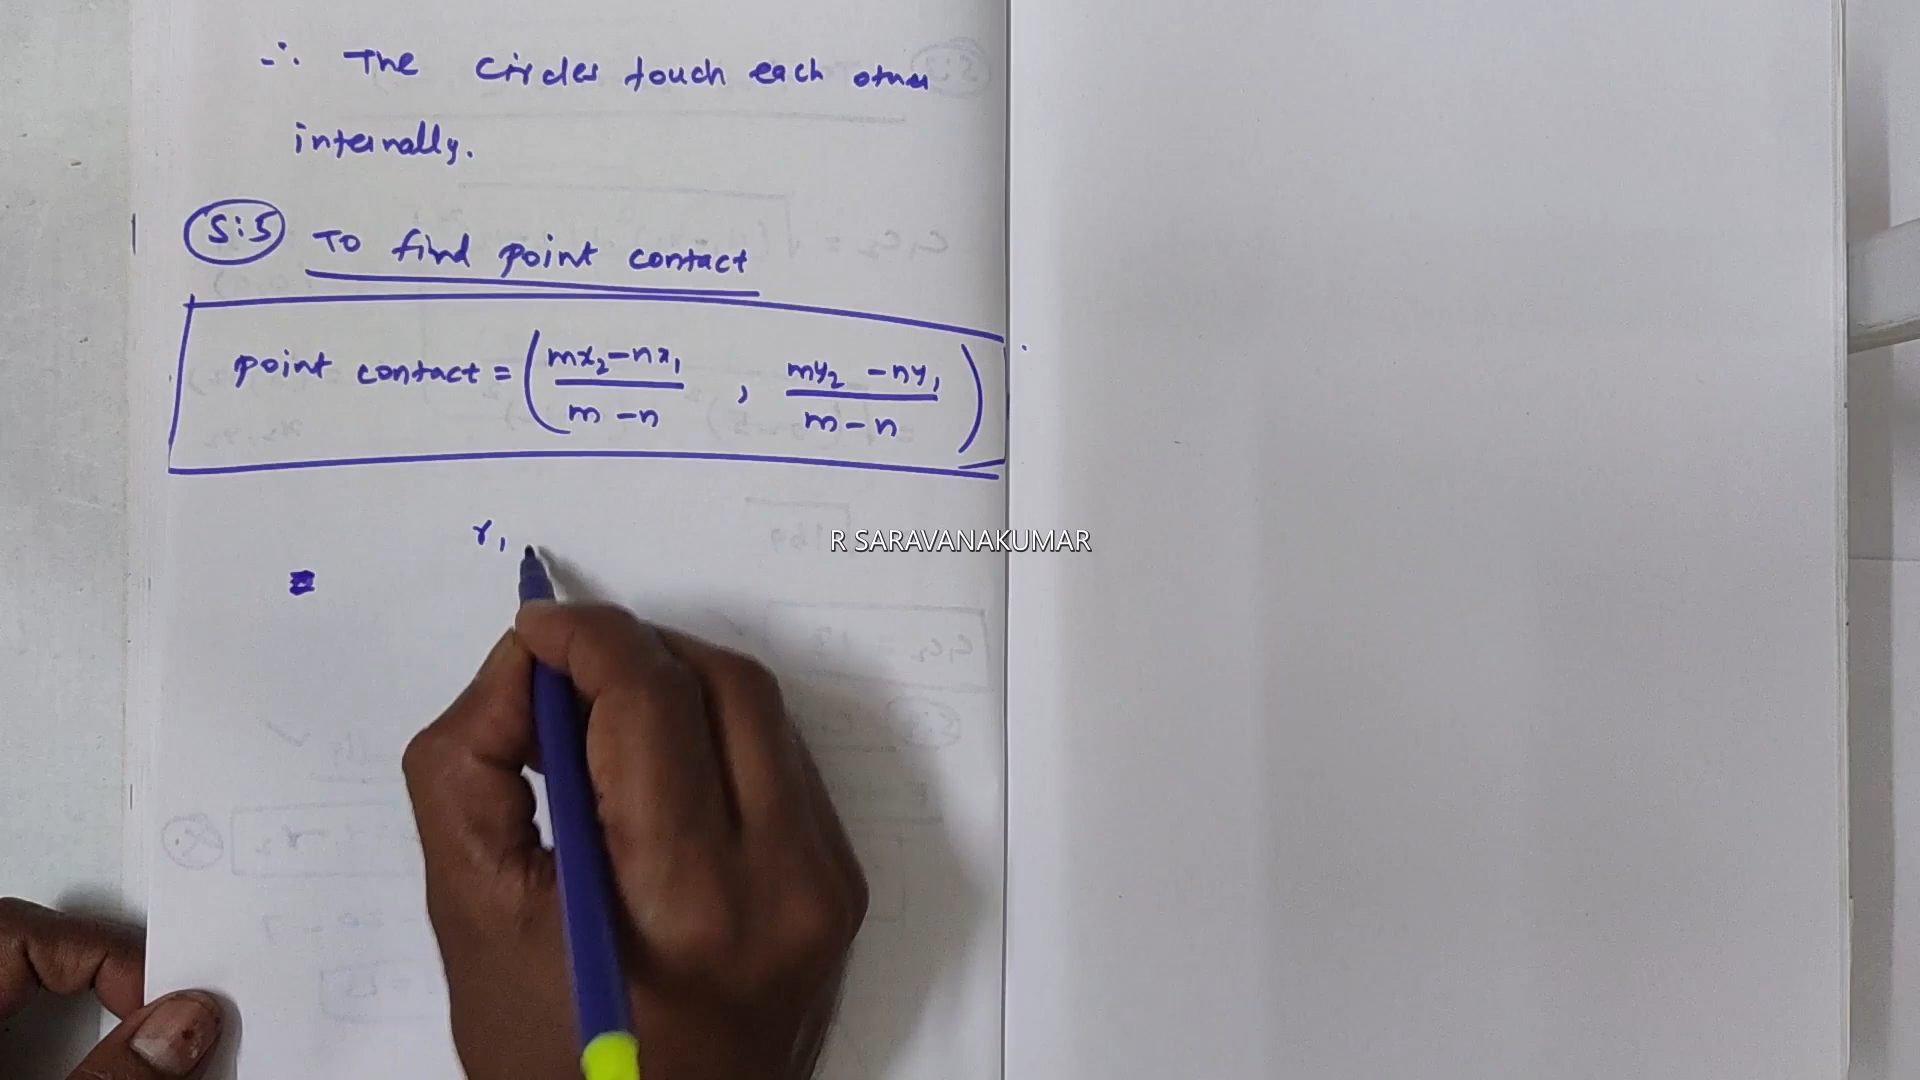 ∴ The circles touch each other
internally.
S:5 To find point contact
point contact = ( mx₂-nx₁ / m-n , my₂-ny₁ / m-n )
r₁
R SARAVANAKUMAR